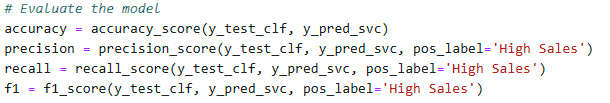 # Evaluate the model
accuracy = accuracy_score(y_test_clf, y_pred_svc)
precision = precision_score(y_test_clf, y_pred_svc, pos_label='High Sales')
recall = recall_score(y_test_clf, y_pred_svc, pos_label='High Sales')
f1 = f1_score(y_test_clf, y_pred_svc, pos_label='High Sales')